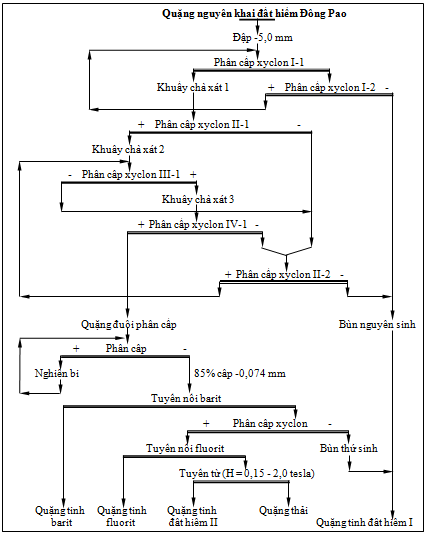 Quặng nguyên khai đất hiếm Đông Pao
Đập -5,0 mm
Phân cấp xyclon I-1
Khuấy chà xát 1
+ Phân cấp xyclon I-2 -
+ Phân cấp xyclon II-1 -
Khuấy chà xát 2
- Phân cấp xyclon III-1 +
Khuấy chà xát 3
+ Phân cấp xyclon IV-1 -
+ Phân cấp xyclon II-2 -
Quặng đuôi phân cấp
Bùn nguyên sinh
+ Phân cấp -
Nghiền bi
85% cấp -0,074 mm
Tuyển nổi barit
+ Phân cấp xyclon -
Tuyển nổi fluorit
Bùn thứ sinh
Tuyển từ (H = 0,15 - 2,0 tesla)
Quặng tinh
barit
Quặng tinh
fluorit
Quặng tinh
đất hiếm II
Quặng thải
Quặng tinh đất hiếm I